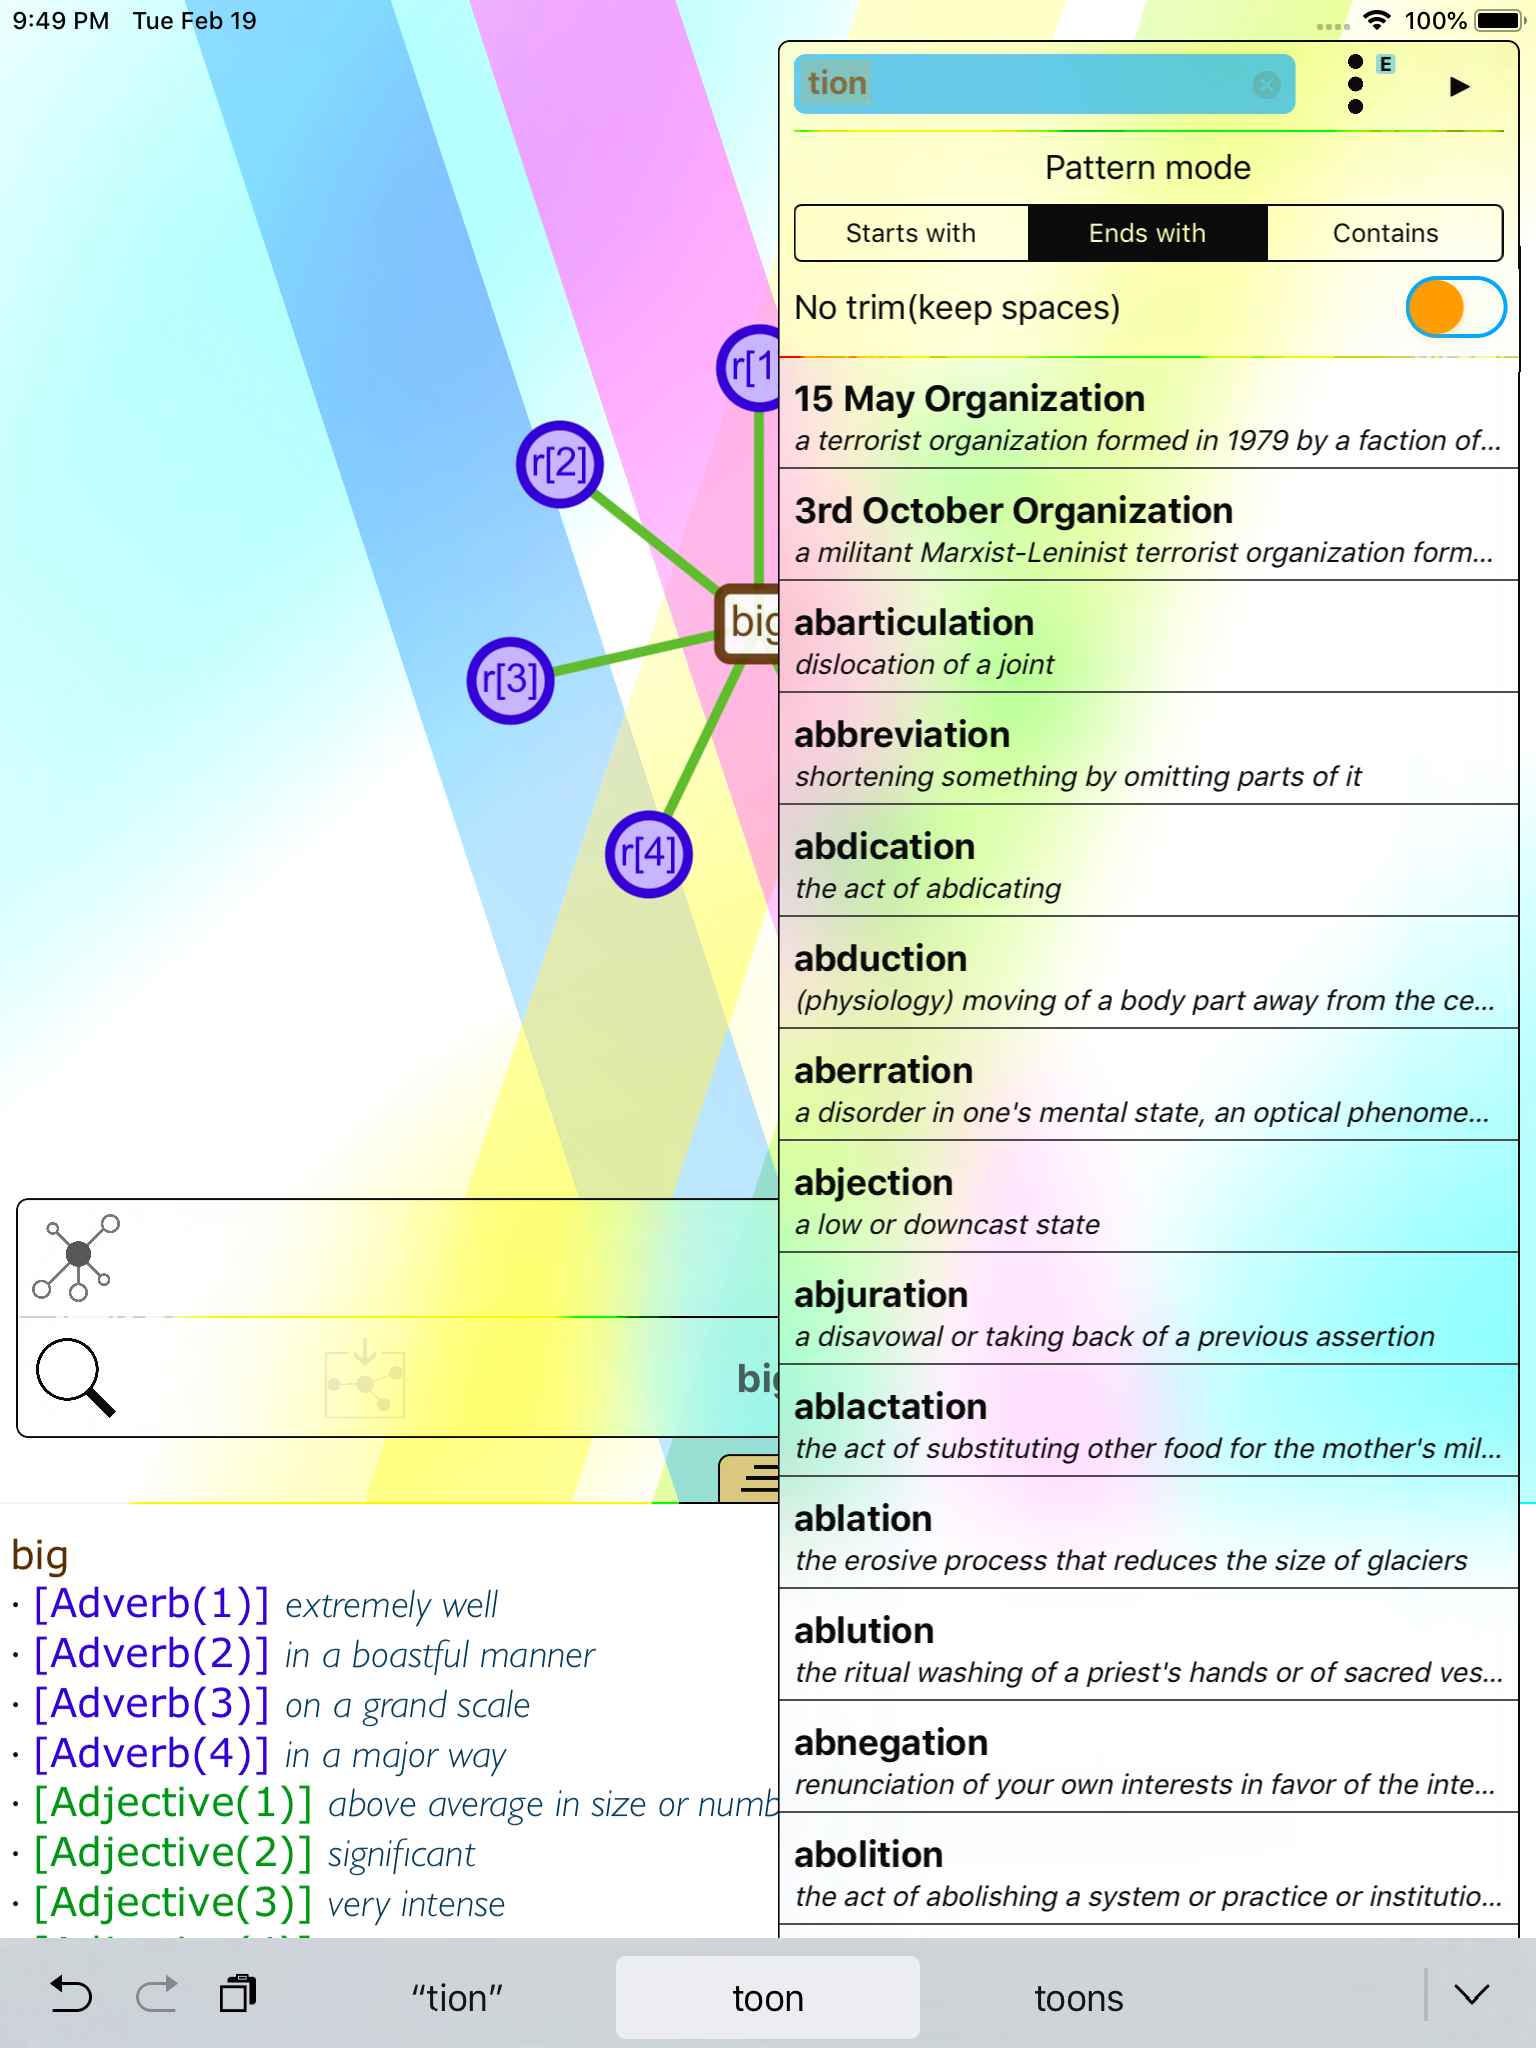 9:49 PM Tue Feb 19
100%
tion
E
Pattern mode
Starts with
Ends with
Contains
No trim(keep spaces)
15 May Organization
a terrorist organization formed in 1979 by a faction of...
3rd October Organization
a militant Marxist-Leninist terrorist organization form...
abarticulation
dislocation of a joint
abbreviation
shortening something by omitting parts of it
abdication
the act of abdicating
abduction
(physiology) moving of a body part away from the ce...
aberration
a disorder in one's mental state, an optical phenome...
abjection
a low or downcast state
abjuration
a disavowal or taking back of a previous assertion
ablactation
the act of substituting other food for the mother's mil...
ablation
the erosive process that reduces the size of glaciers
ablution
the ritual washing of a priest's hands or of sacred ves...
abnegation
renunciation of your own interests in favor of the inte...
abolition
the act of abolishing a system or practice or institutio...
r[1
r[2]
big
r[3]
r[4]
big
big
· [Adverb(1)] extremely well
· [Adverb(2)] in a boastful manner
· [Adverb(3)] on a grand scale
· [Adverb(4)] in a major way
· [Adjective(1)] above average in size or numb
· [Adjective(2)] significant
· [Adjective(3)] very intense
“tion”
toon
toons